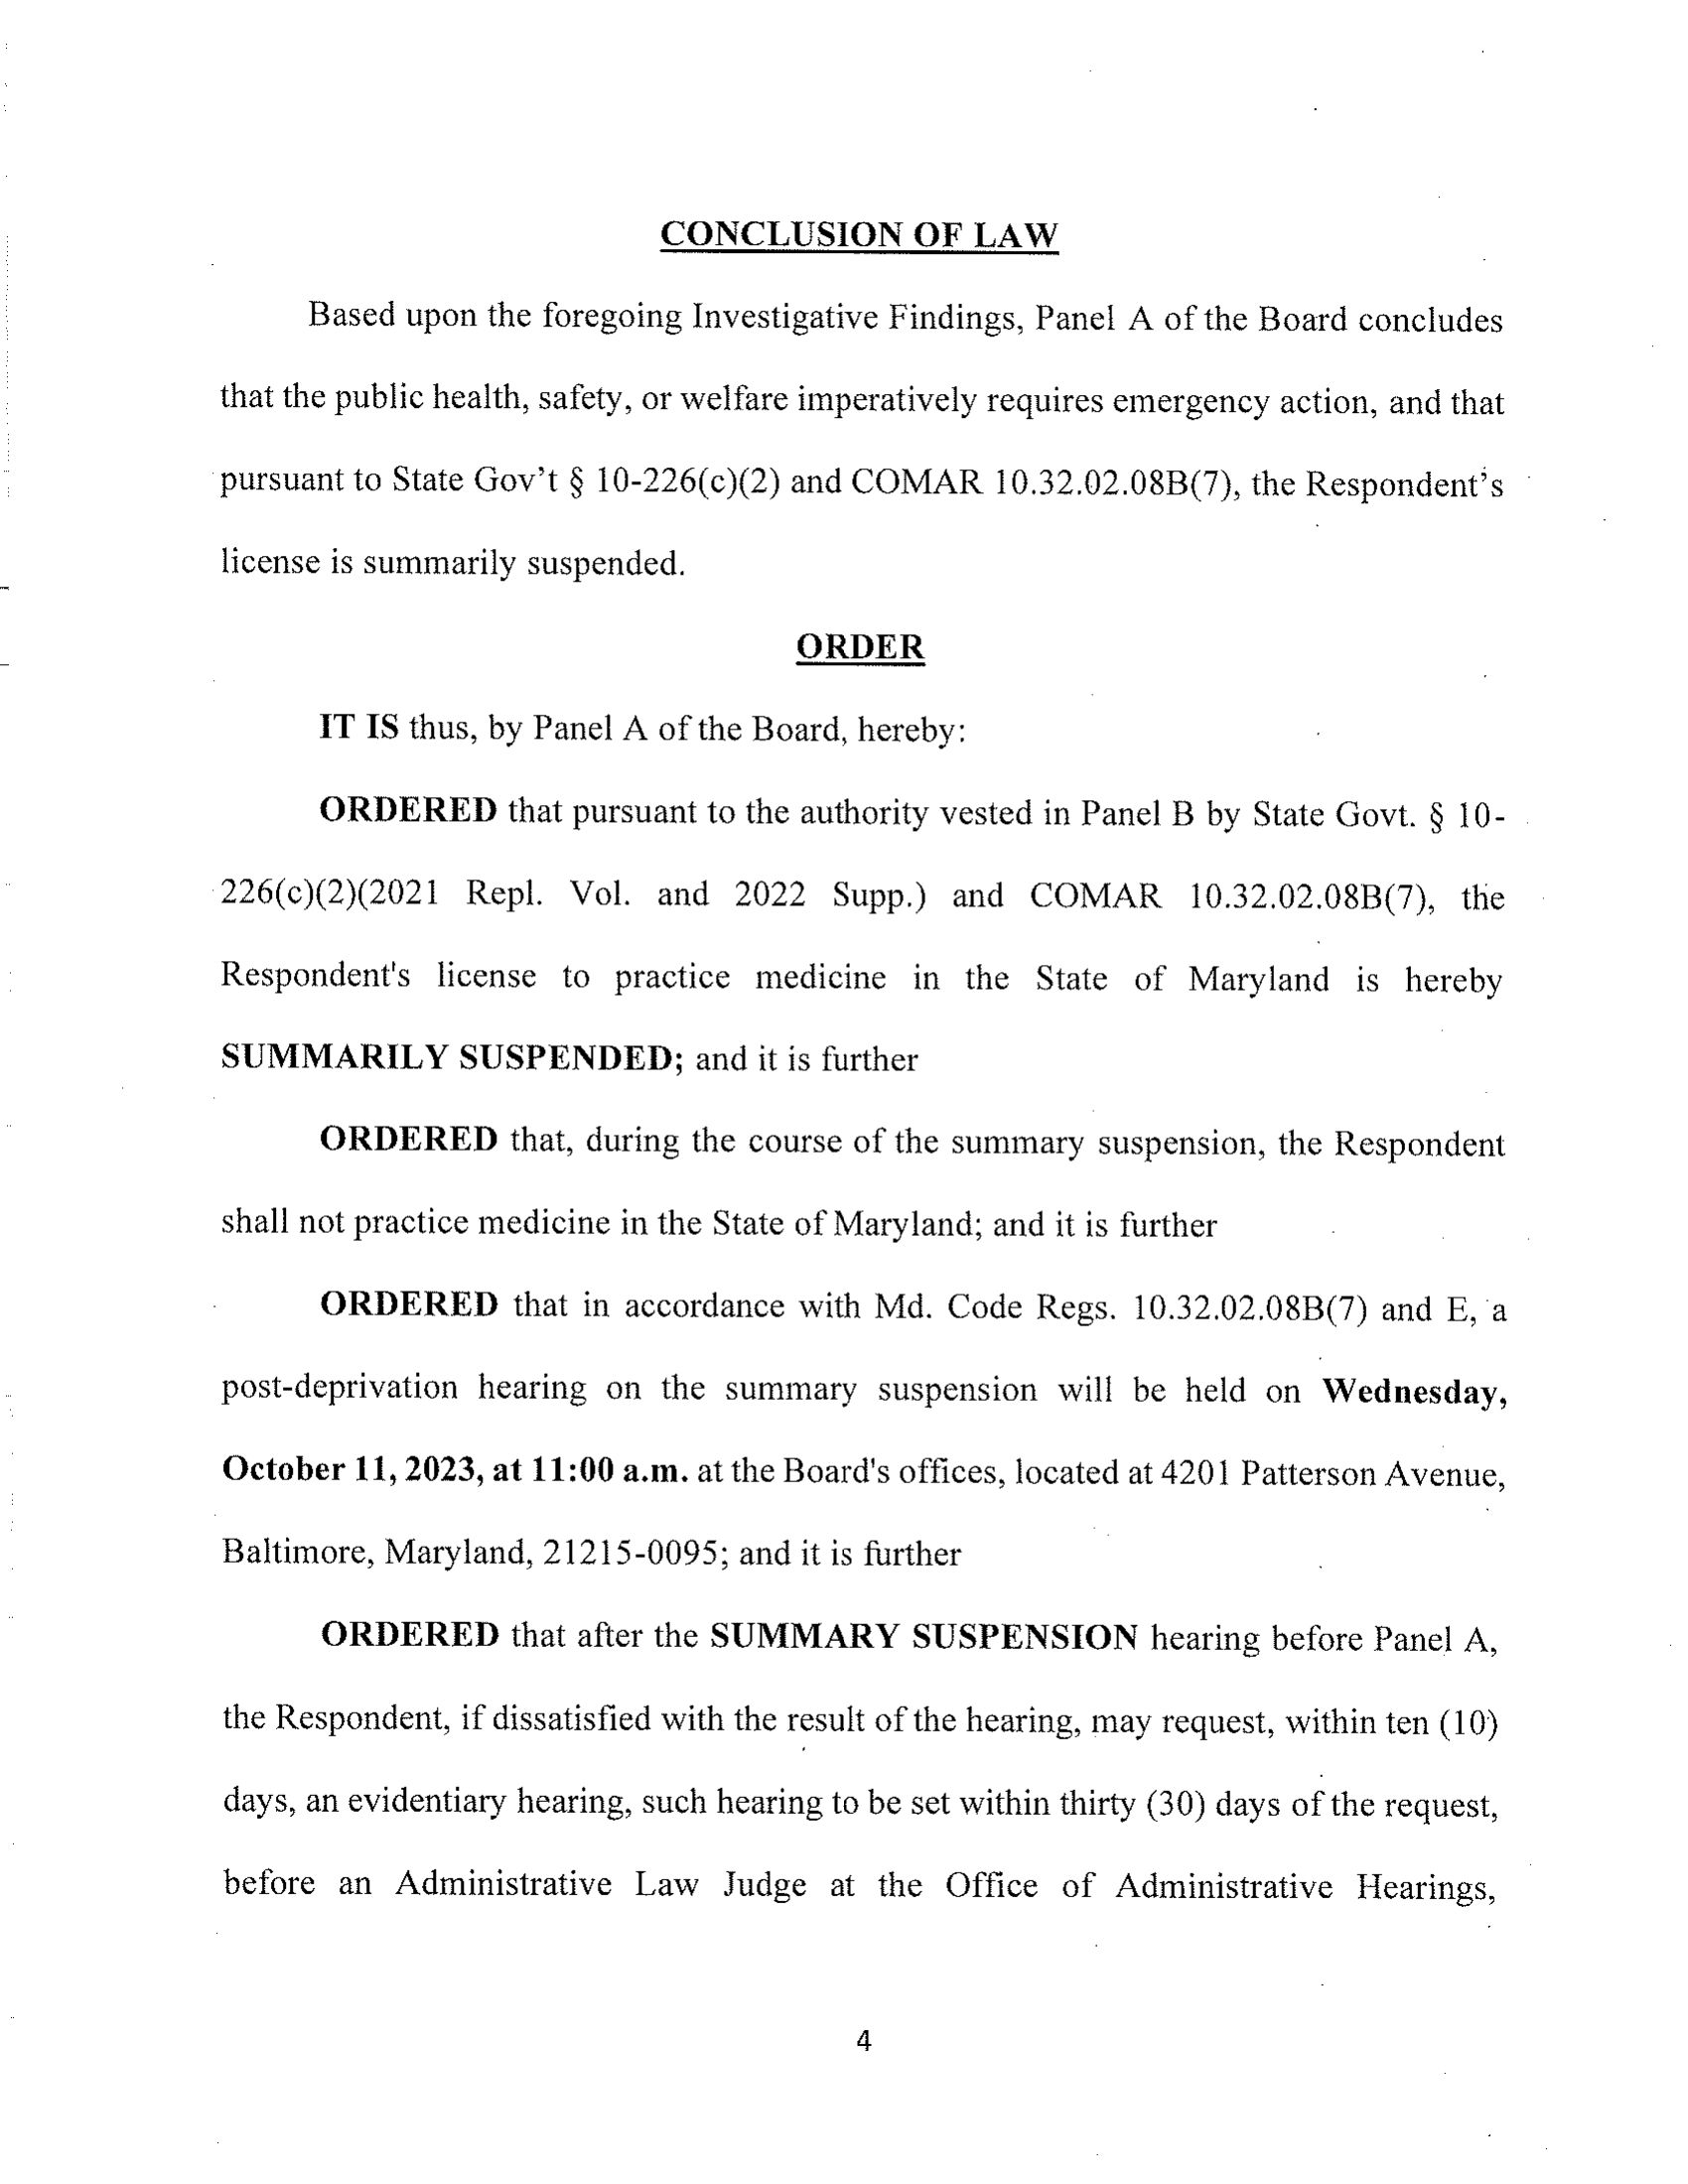 CONCLUSION OF LAW
Based upon the foregoing Investigative Findings, Panel A of the Board concludes
that the public health, safety, or welfare imperatively requires emergency action, and that
pursuant to State Gov’t § 10-226(c)(2) and COMAR 10.32.02.08B(7), the Respondent’s
license is summarily suspended.
ORDER
IT IS thus, by Panel A of the Board, hereby:
ORDERED that pursuant to the authority vested in Panel B by State Govt. § 10-
226(c)(2)(2021 Repl. Vol. and 2022 Supp.) and COMAR 10.32.02.08B(7), the
Respondent's license to practice medicine in the State of Maryland is hereby
SUMMARILY SUSPENDED; and it is further
ORDERED that, during the course of the summary suspension, the Respondent
shall not practice medicine in the State of Maryland; and it is further
ORDERED that in accordance with Md. Code Regs. 10.32.02.08B(7) and E, a
post-deprivation hearing on the summary suspension will be held on Wednesday,
October 11, 2023, at 11:00 a.m. at the Board's offices, located at 4201 Patterson Avenue,
Baltimore, Maryland, 21215-0095; and it is further
ORDERED that after the SUMMARY SUSPENSION hearing before Panel A,
the Respondent, if dissatisfied with the result of the hearing, may request, within ten (10)
days, an evidentiary hearing, such hearing to be set within thirty (30) days of the request,
before an Administrative Law Judge at the Office of Administrative Hearings,
4